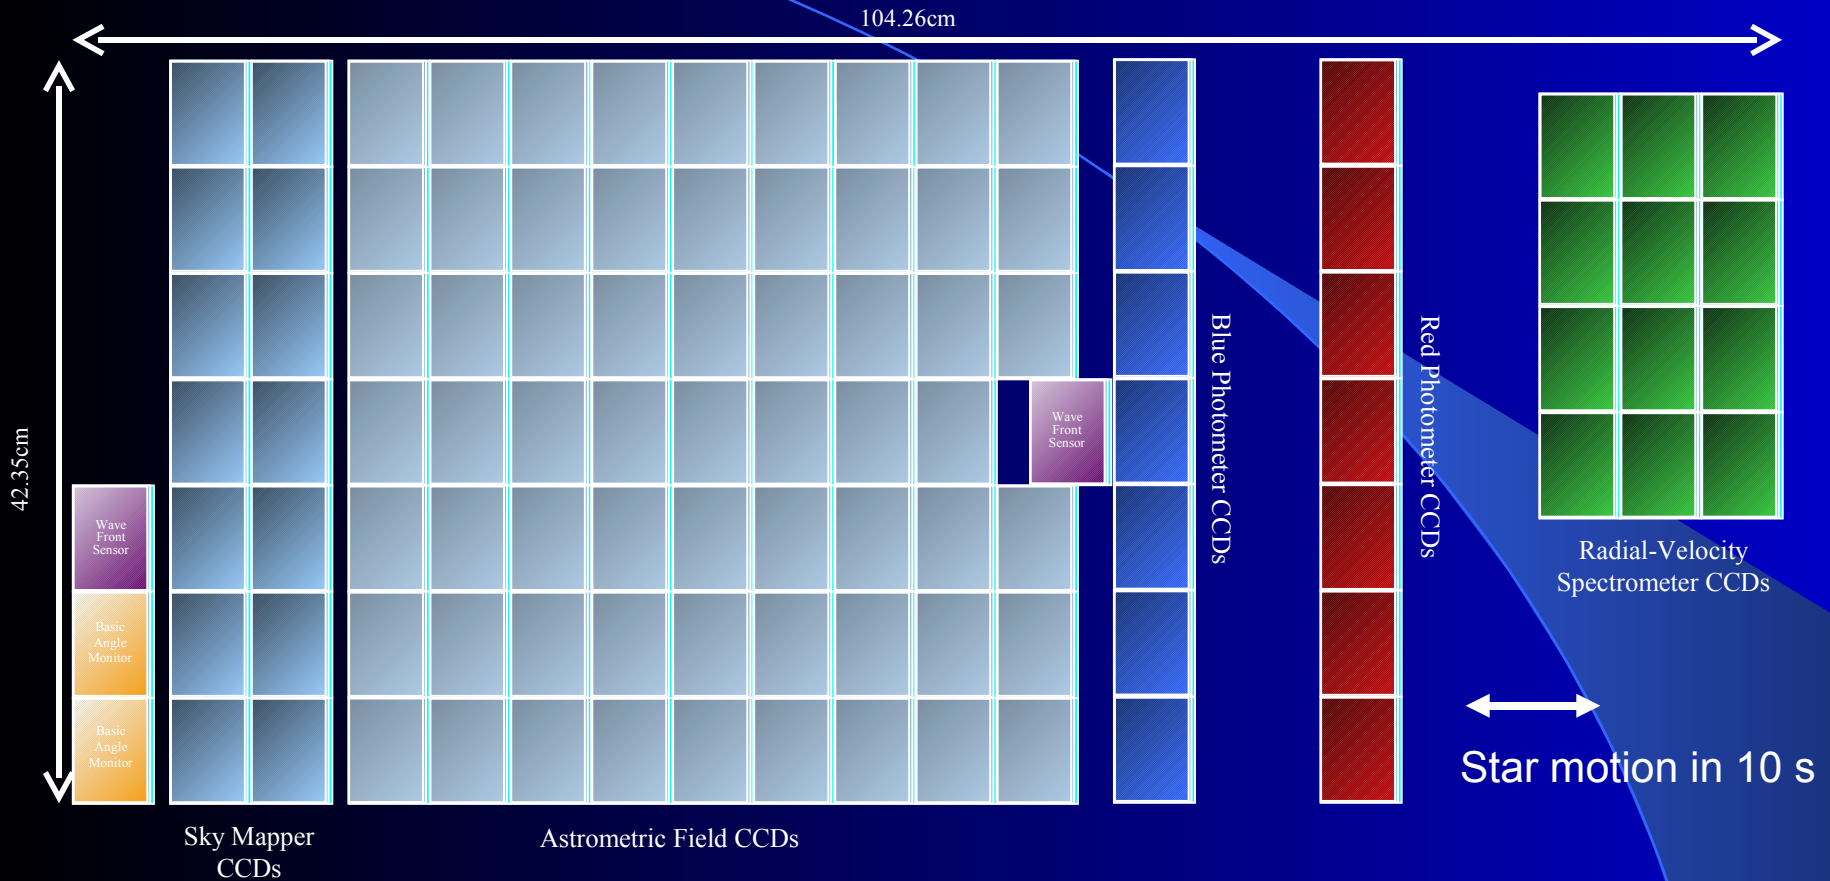 104.26cm
42.35cm
Wave
Front
Sensor
Basic
Angle
Monitor
Basic
Angle
Monitor
Wave
Front
Sensor
Blue Photometer CCDs
Red Photometer CCDs
Radial-Velocity
Spectrometer CCDs
Star motion in 10 s
Sky Mapper
CCDs
Astrometric Field CCDs